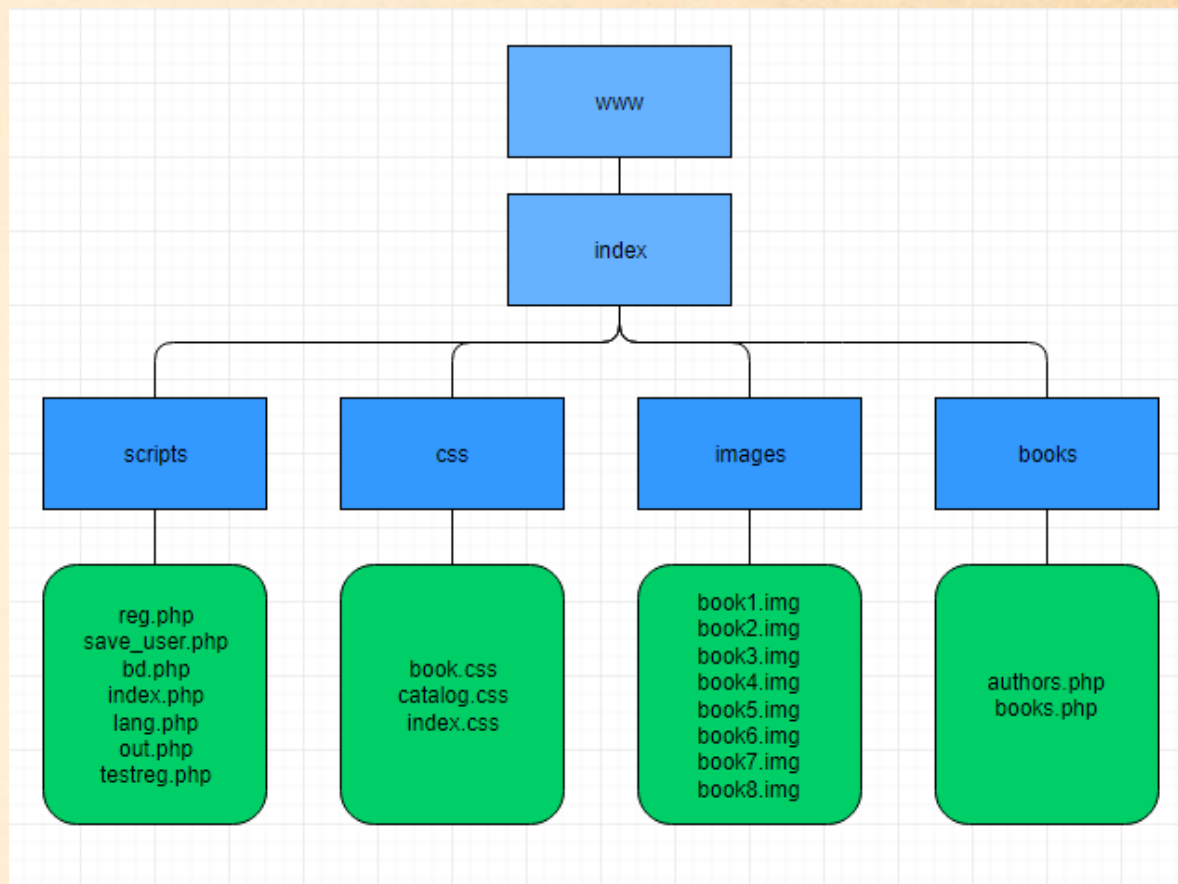 www
index
scripts
css
images
books
reg.php
save_user.php
bd.php
index.php
lang.php
out.php
testreg.php
book.css
catalog.css
index.css
book1.img
book2.img
book3.img
book4.img
book5.img
book6.img
book7.img
book8.img
authors.php
books.php